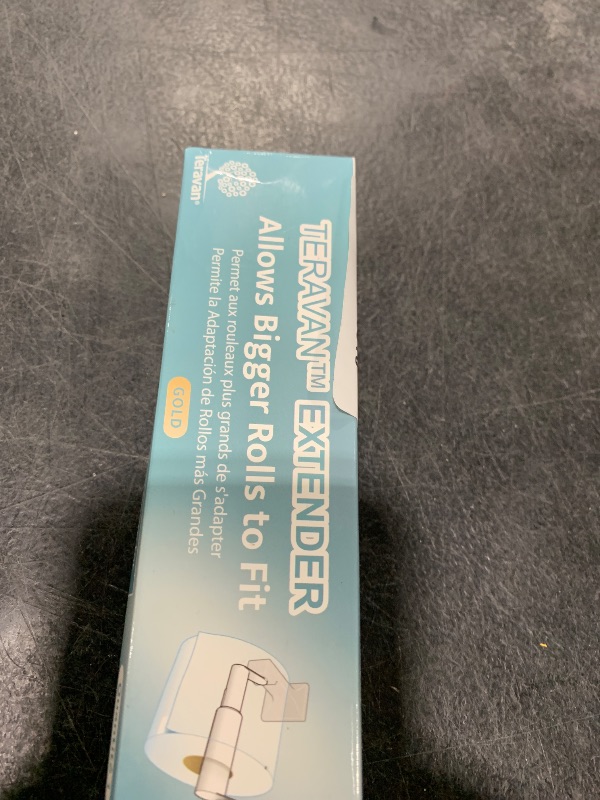 Teravan®
TERAVAN™ EXTENDER
Allows Bigger Rolls to Fit
Permet aux rouleaux plus grands de s'adapter
Permite la Adaptación de Rollos más Grandes
GOLD